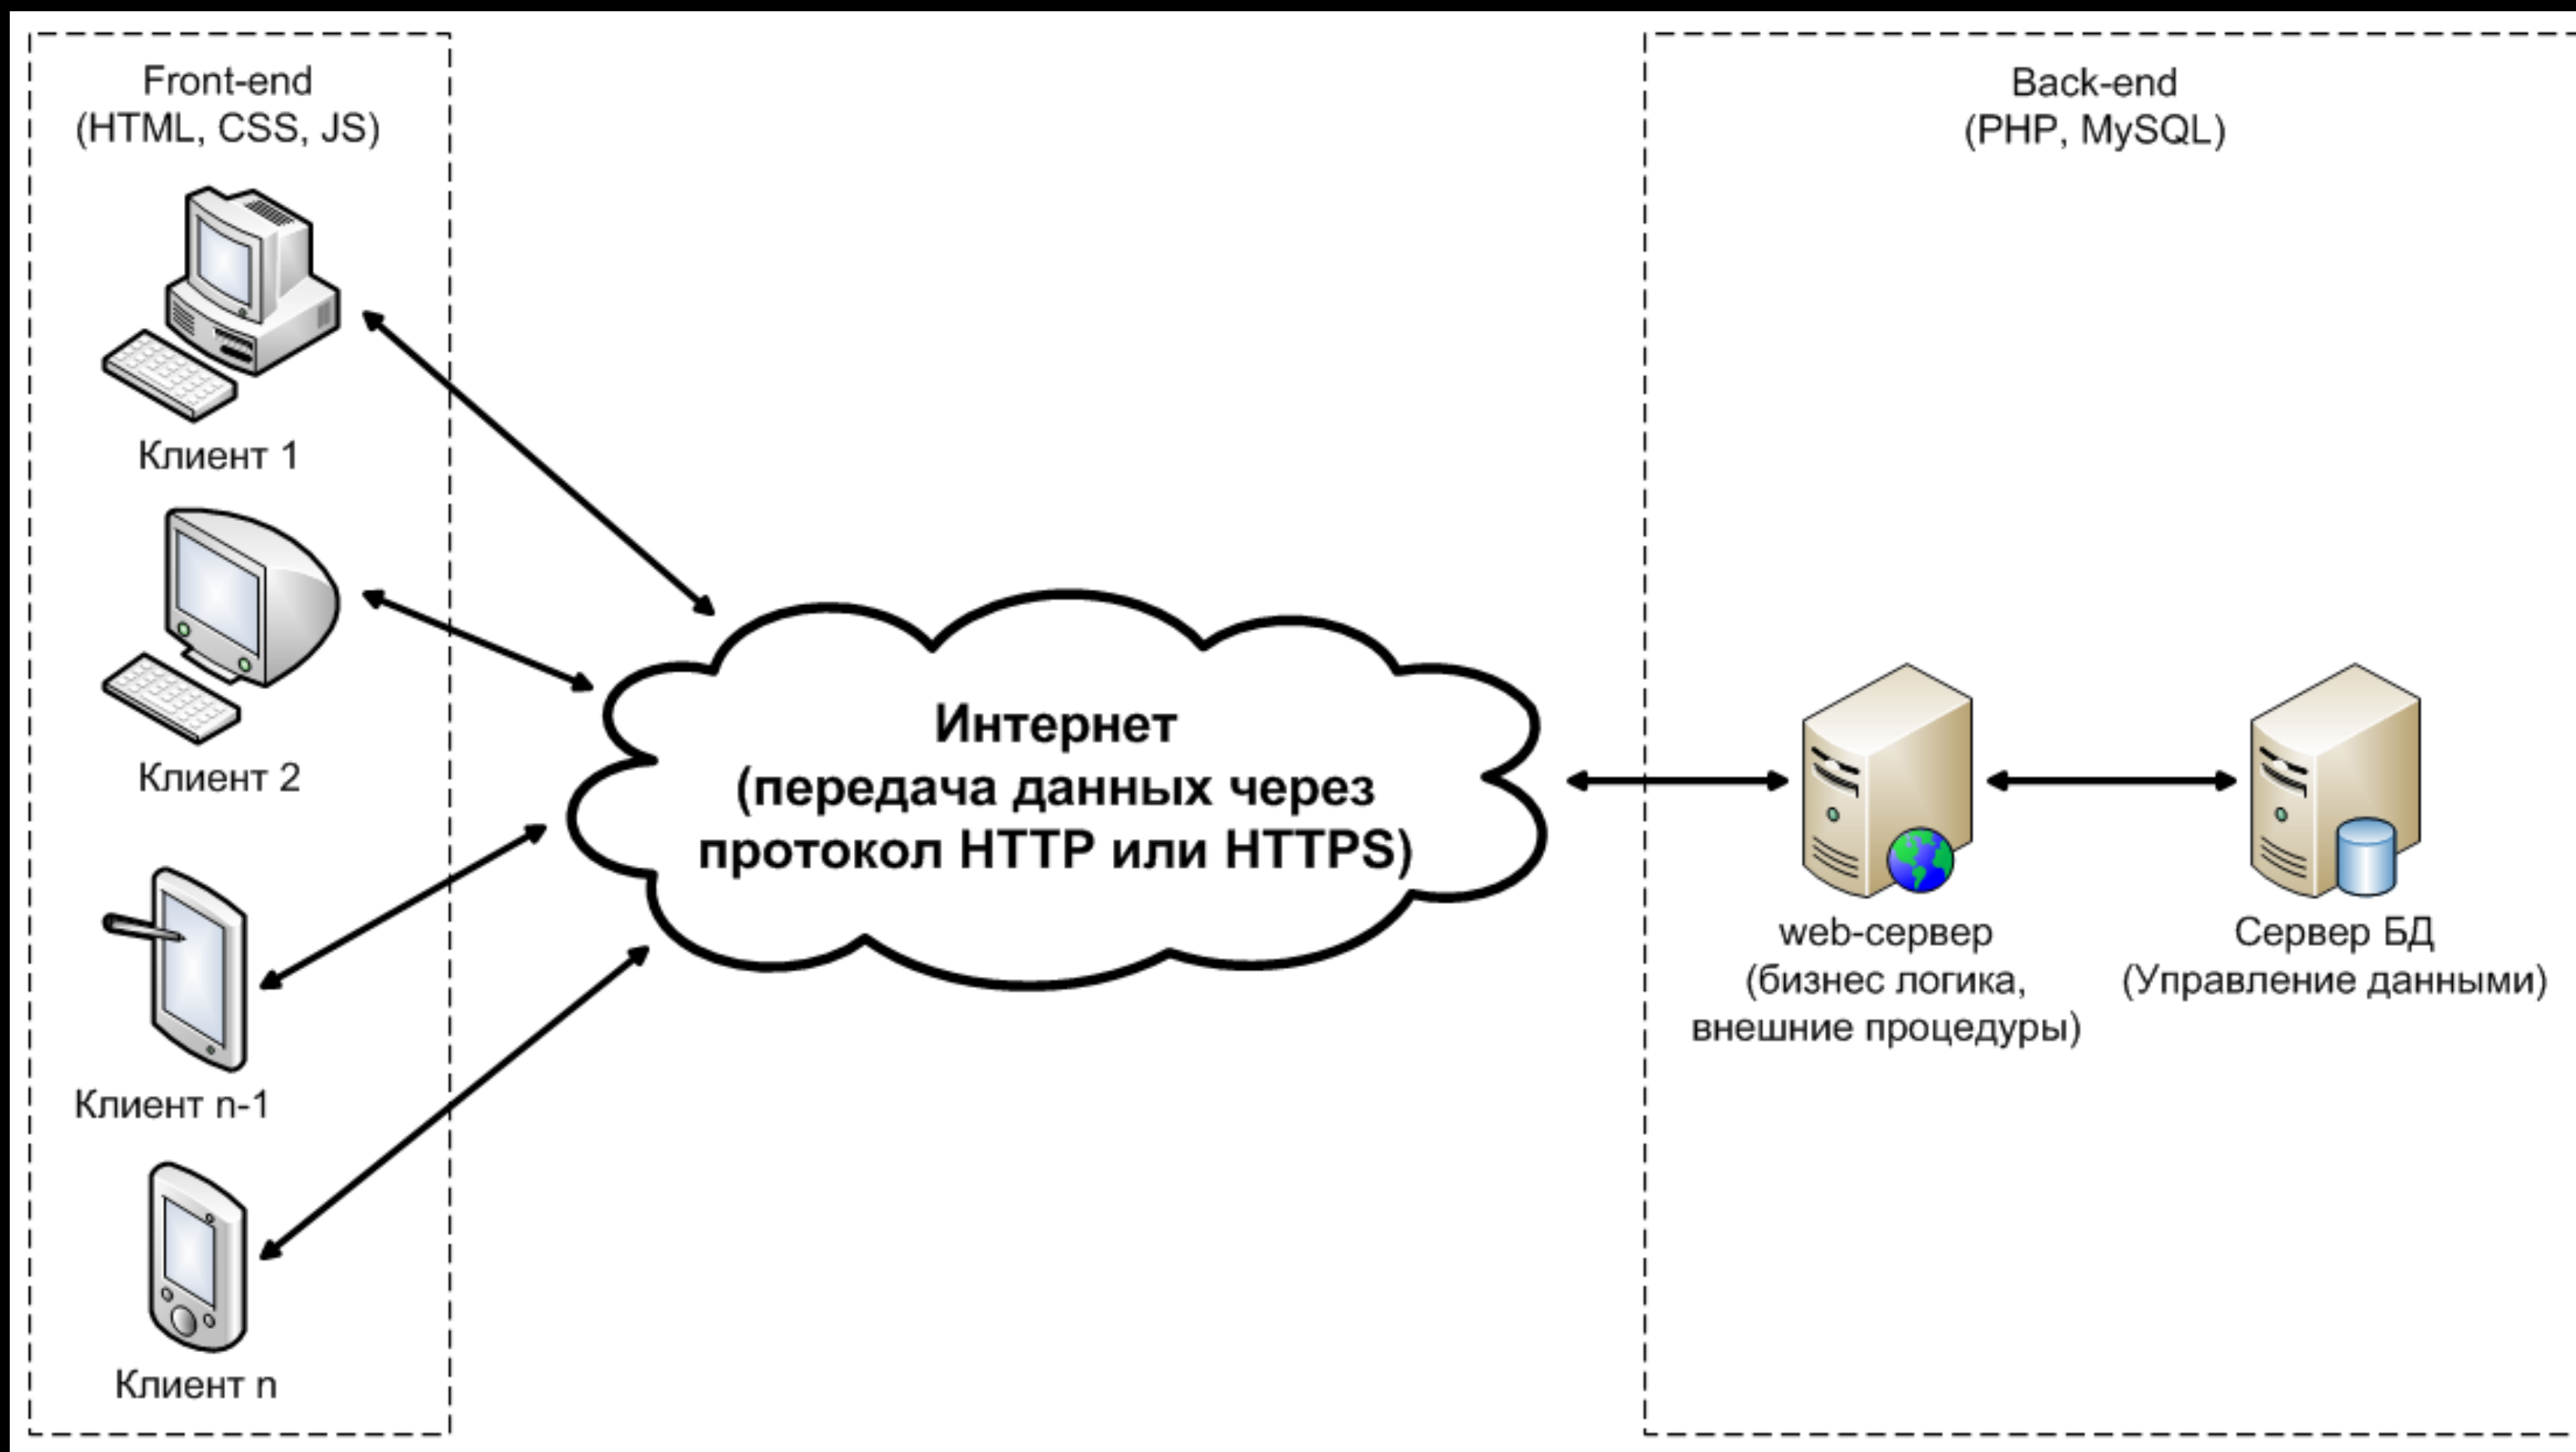 Front-end
(HTML, CSS, JS)
Клиент 1
Клиент 2
Клиент n-1
Клиент n
Интернет
(передача данных через
протокол HTTP или HTTPS)
Back-end
(PHP, MySQL)
web-сервер
(бизнес логика,
внешние процедуры)
Сервер БД
(Управление данными)